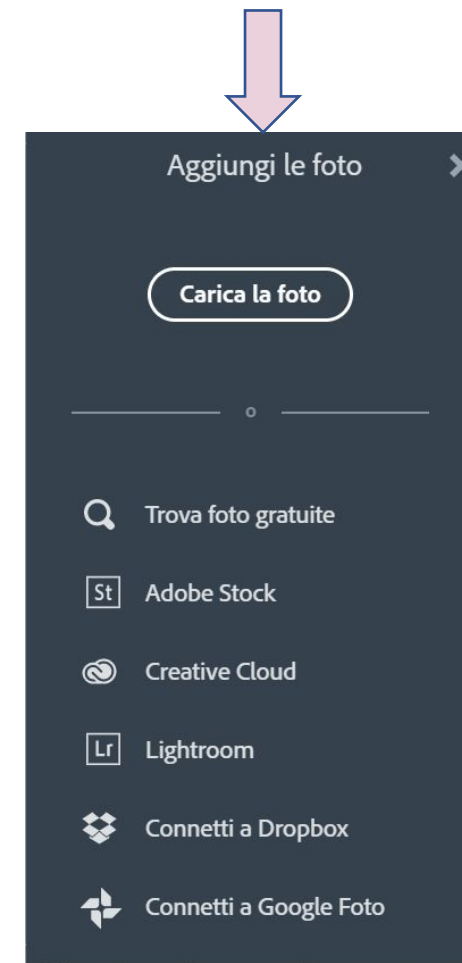 Aggiungi le foto
Carica la foto
o
Trova foto gratuite
St Adobe Stock
Creative Cloud
Lr Lightroom
Connetti a Dropbox
Connetti a Google Foto